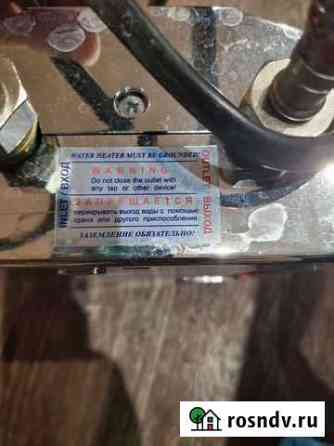 WATER HEATER MUST BE GROUNDED!
INLET/ВХОД
WARNING
Do not close the outlet with
any tap or other device!
ЗАПРЕЩАЕТСЯ
перекрывать выход воды с помощью
крана или другого приспособления
ЗАЗЕМЛЕНИЕ ОБЯЗАТЕЛЬНО!
OUTLET/ВЫХОД
rosndv.ru